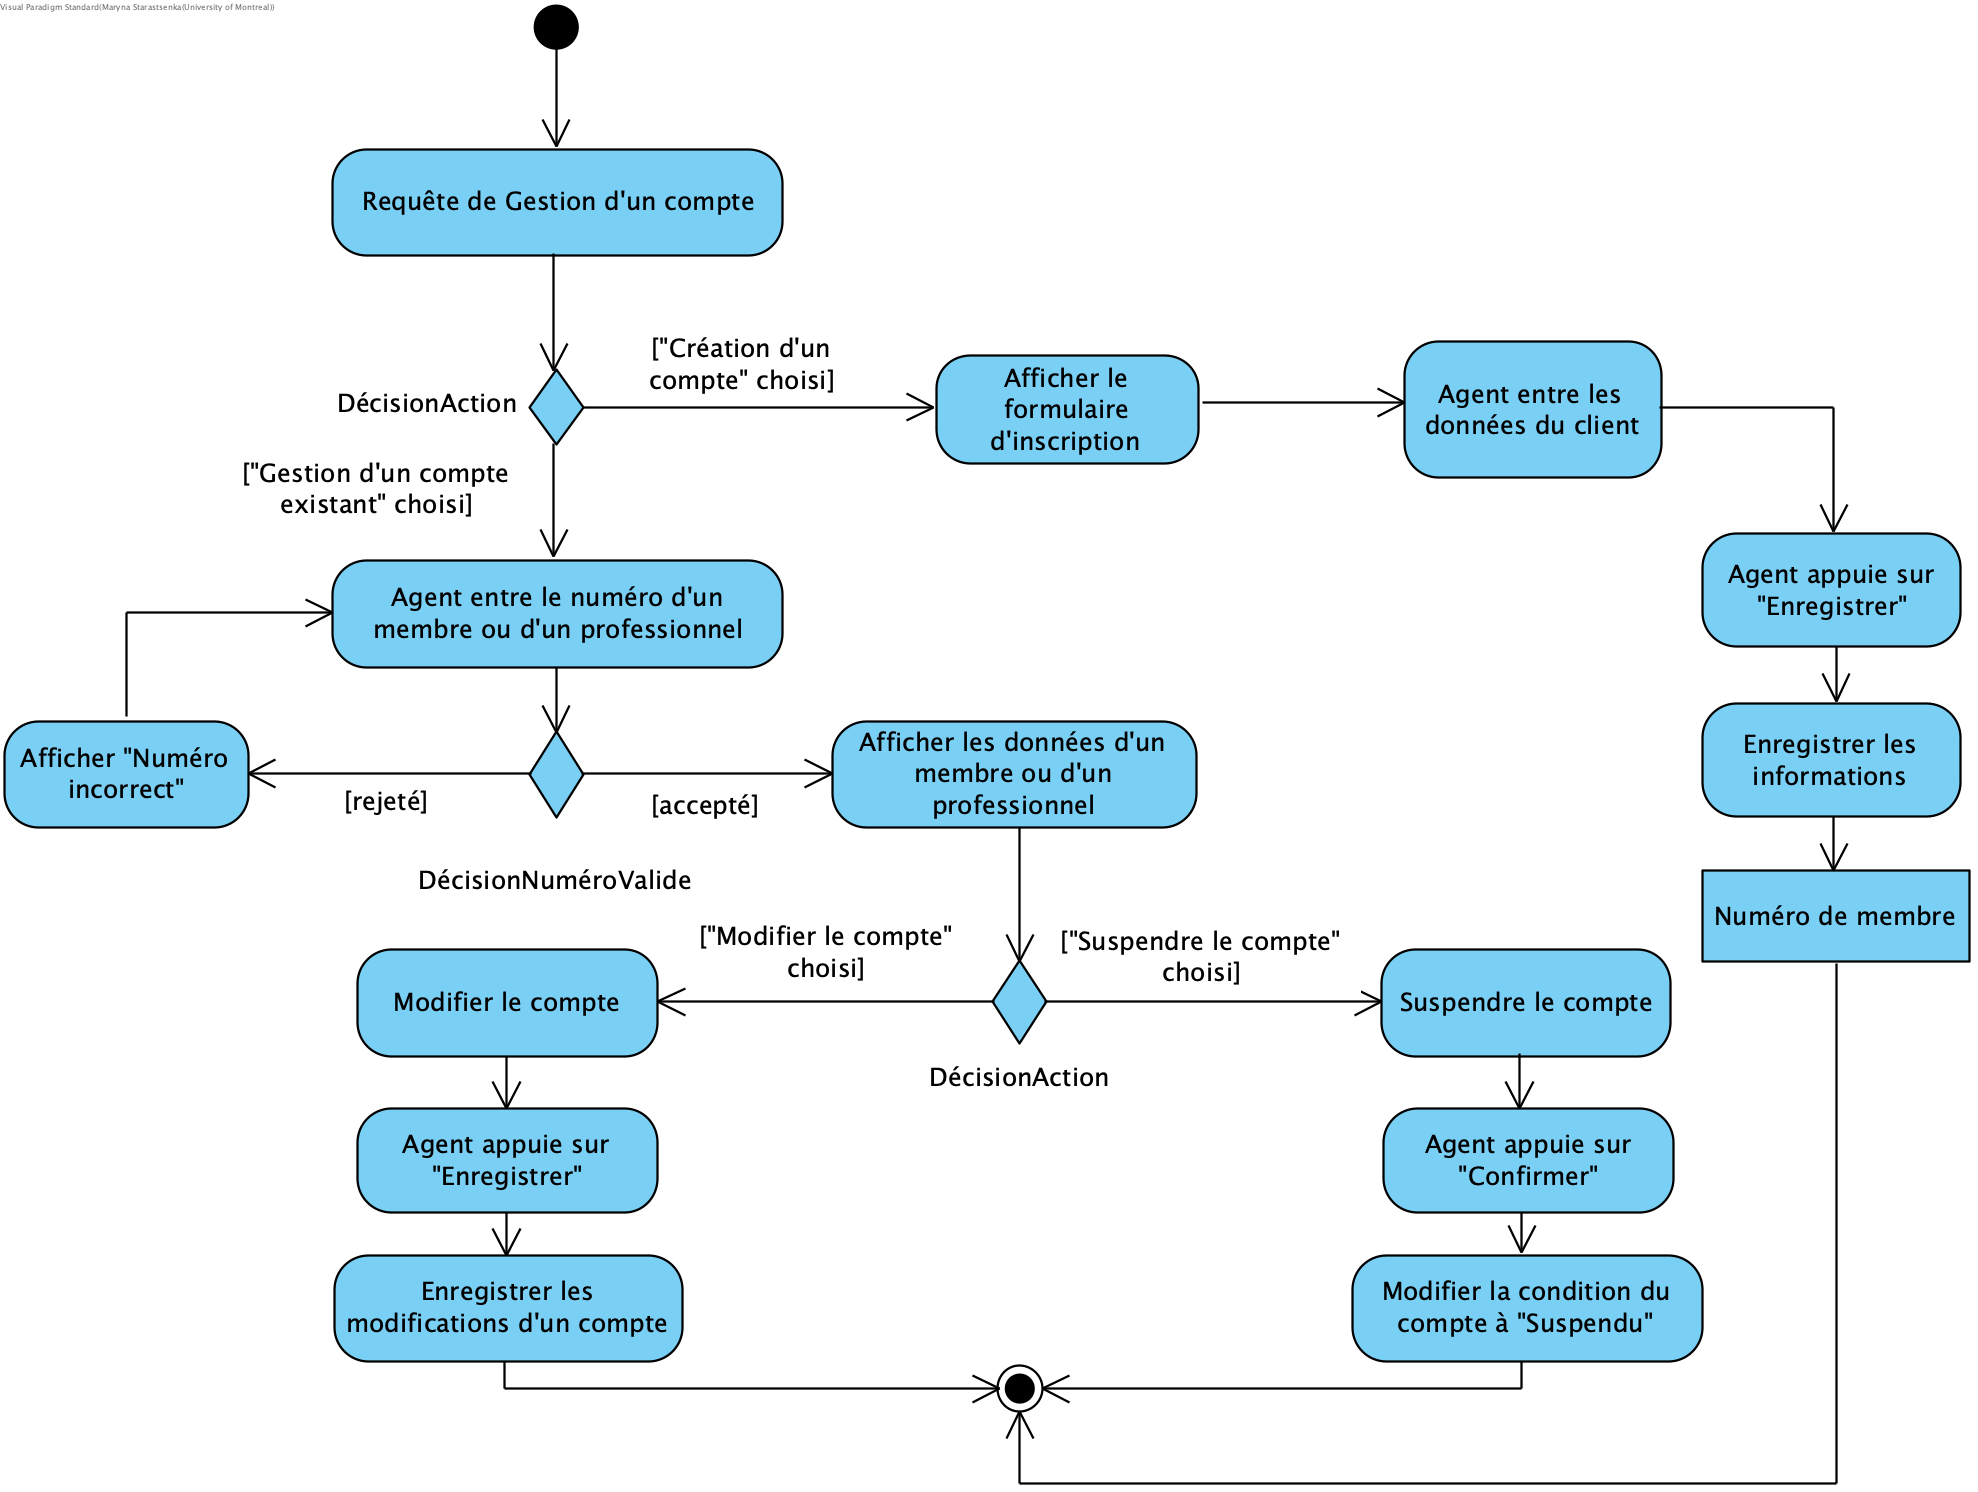 Visual Paradigm Standard(Maryna Starastsenka(University of Montreal))
Requête de Gestion d'un compte
["Création d'un
compte" choisi]
DécisionAction
Afficher le
formulaire
d'inscription
Agent entre les
données du client
["Gestion d'un compte
existant" choisi]
Agent entre le numéro d'un
membre ou d'un professionnel
Agent appuie sur
"Enregistrer"
Afficher "Numéro
incorrect"
[rejeté]
[accepté]
Afficher les données d'un
membre ou d'un
professionnel
Enregistrer les
informations
DécisionNuméroValide
Numéro de membre
["Modifier le compte"
choisi]
["Suspendre le compte"
choisi]
Modifier le compte
Suspendre le compte
DécisionAction
Agent appuie sur
"Enregistrer"
Agent appuie sur
"Confirmer"
Enregistrer les
modifications d'un compte
Modifier la condition du
compte à "Suspendu"